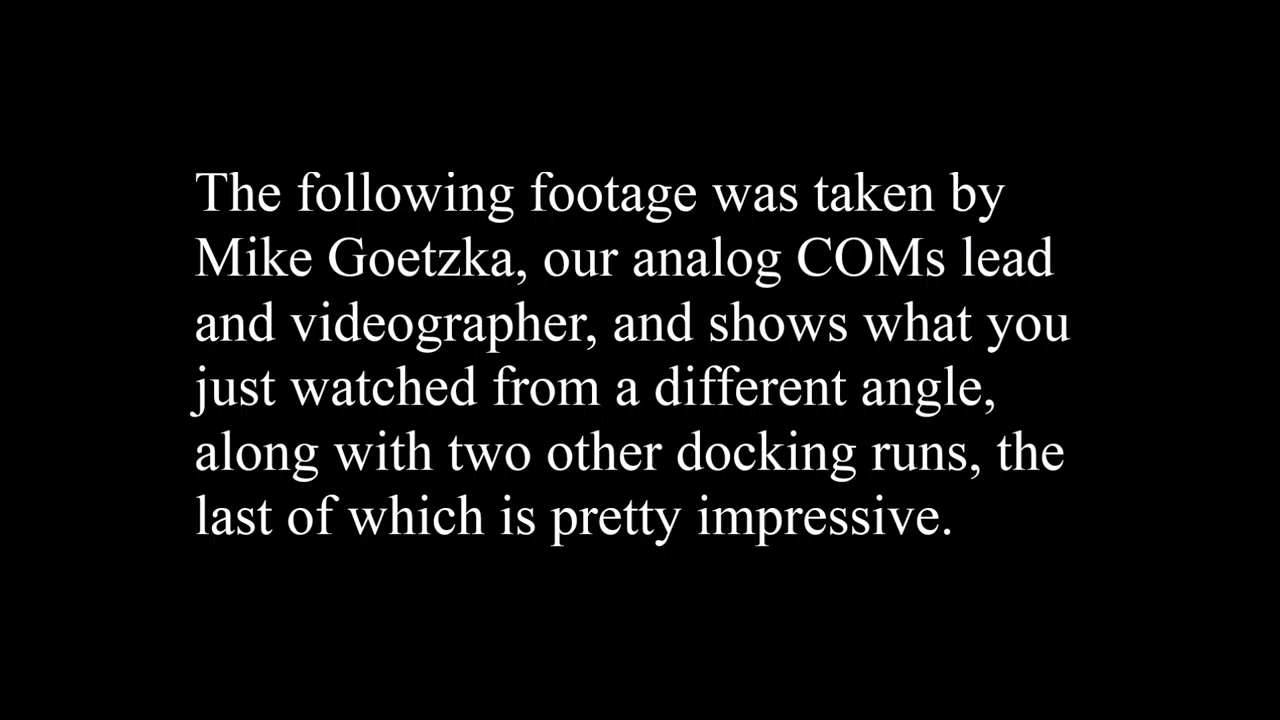 The following footage was taken by
Mike Goetzka, our analog COMs lead
and videographer, and shows what you
just watched from a different angle,
along with two other docking runs, the
last of which is pretty impressive.